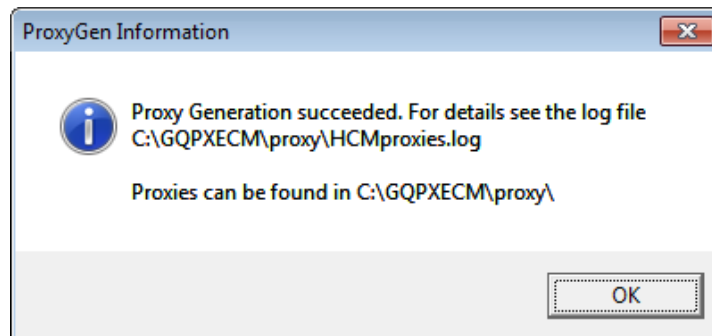 ProxyGen Information
Proxy Generation succeeded. For details see the log file
C:\GQPXECM\proxy\HCMproxies.log
Proxies can be found in C:\GQPXECM\proxy\
OK